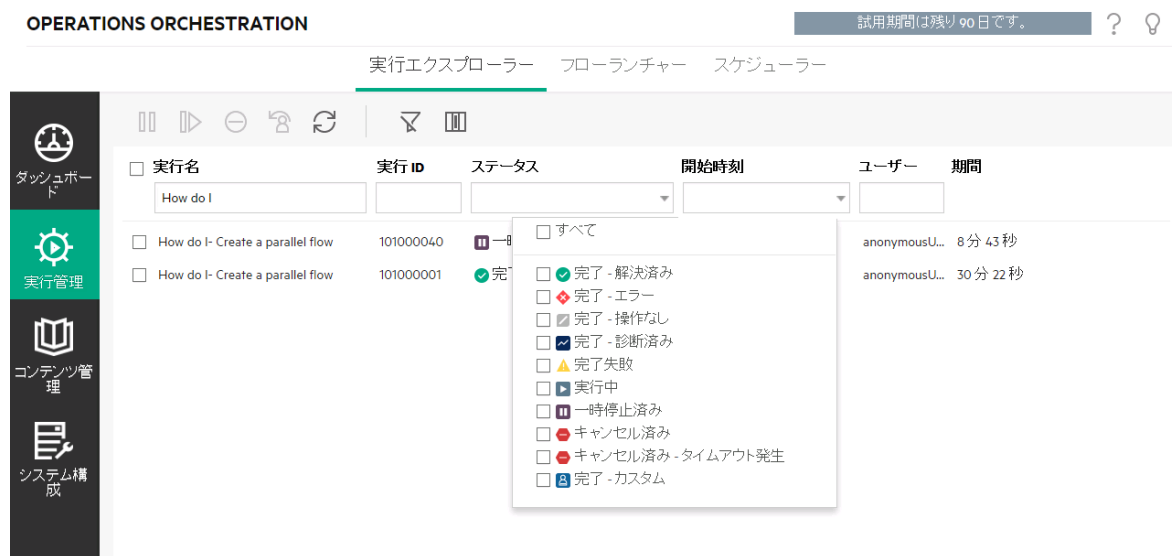 OPERATIONS ORCHESTRATION 試用期間は残り 90 日です。 ?
実行エクスプローラー フローランチャー スケジューラー
ダッシュボー
ド
実行管理
コンテンツ管
理
システム構
成
実行名 実行 ID ステータス 開始時刻 ユーザー 期間
How do I
How do I- Create a parallel flow 101000040 一時 anonymousU... 8 分 43 秒
How do I- Create a parallel flow 101000001 完了 anonymousU... 30 分 22 秒
すべて
完了 - 解決済み
完了 - エラー
完了 - 操作なし
完了 - 診断済み
完了失敗
実行中
一時停止済み
キャンセル済み
キャンセル済み - タイムアウト発生
完了 - カスタム